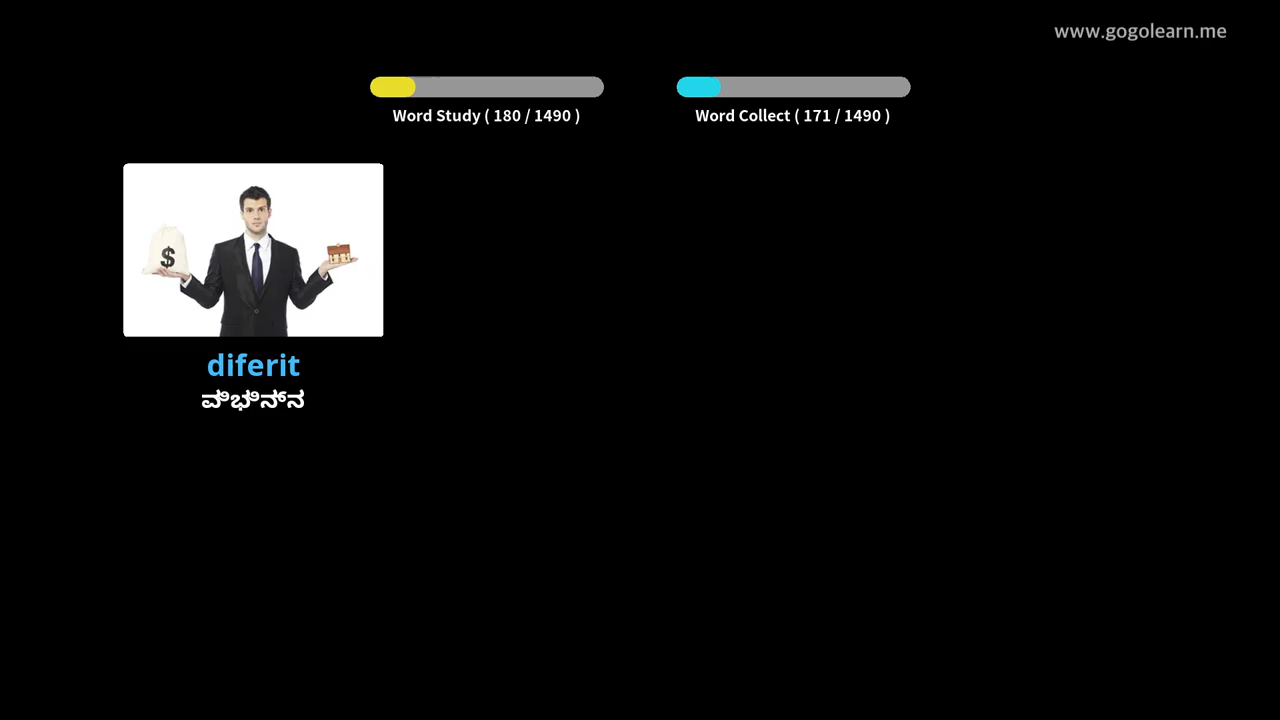 www.gogolearn.me
Word Study ( 180 / 1490 )
Word Collect ( 171 / 1490 )
$
diferit
ವಿಭಿನ್ನ